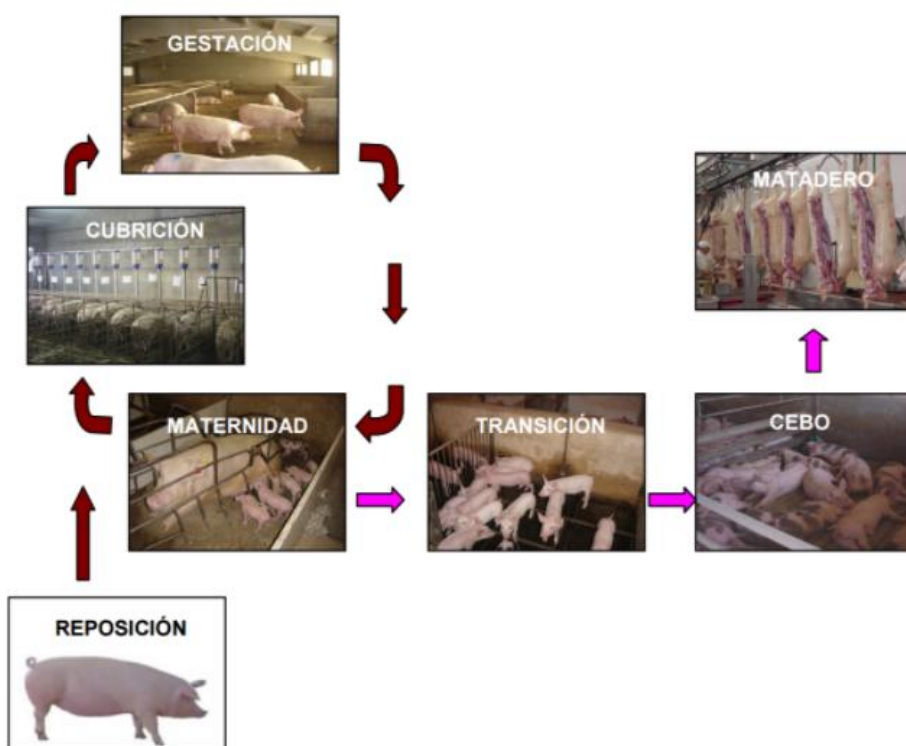 GESTACIÓN
MATADERO
CUBRICIÓN
MATERNIDAD
TRANSICIÓN
CEBO
REPOSICIÓN